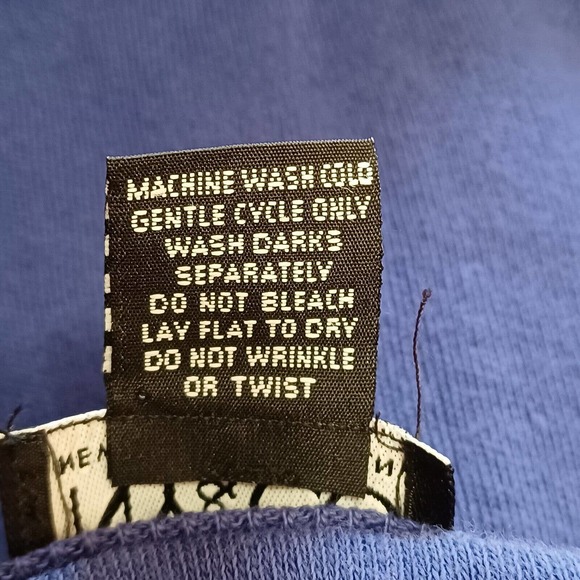 MACHINE WASH COLD
GENTLE CYCLE ONLY
WASH DARKS
SEPARATELY
DO NOT BLEACH
LAY FLAT TO DRY
DO NOT WRINKLE
OR TWIST